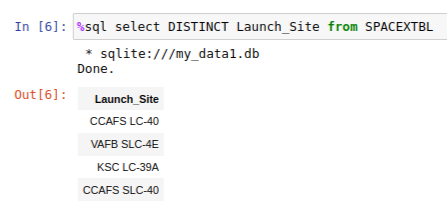 In [6]: %sql select DISTINCT Launch_Site from SPACEXTBL
* sqlite:///my_data1.db
Done.
Out[6]: Launch_Site
CCAFS LC-40
VAFB SLC-4E
KSC LC-39A
CCAFS SLC-40